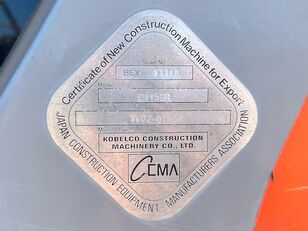 Certificate of New Construction Machine for Export
BEY
KOBELCO CONSTRUCTION
MACHINERY CO., LTD.
CEMA
JAPAN CONSTRUCTION EQUIPMENT MANUFACTURERS ASSOCIATION